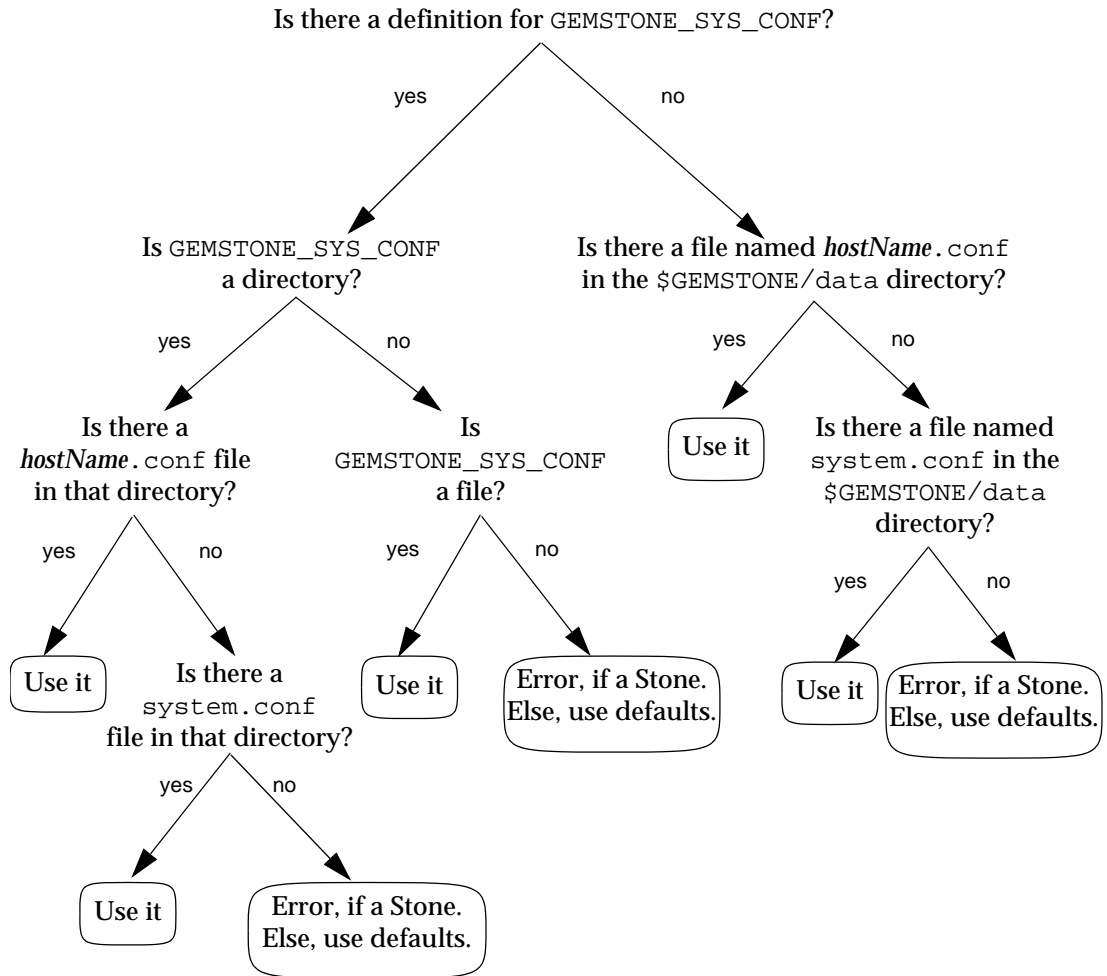 Is there a definition for GEMSTONE_SYS_CONF?
yes
no
Is GEMSTONE_SYS_CONF
a directory?
Is there a file named hostName.conf
in the $GEMSTONE/data directory?
yes
no
yes
no
Is there a
hostName.conf file
in that directory?
Is
GEMSTONE_SYS_CONF
a file?
Use it
Is there a file named
system.conf in the
$GEMSTONE/data
directory?
yes
no
yes
no
yes
no
Use it
Is there a
system.conf
file in that directory?
Use it
Error, if a Stone.
Else, use defaults.
Use it
Error, if a Stone.
Else, use defaults.
yes
no
Use it
Error, if a Stone.
Else, use defaults.